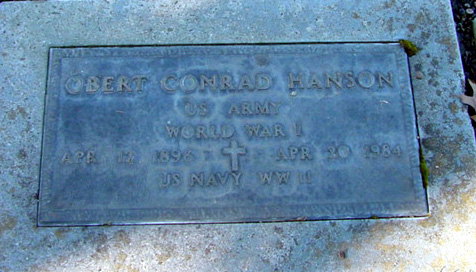 OBERT CONRAD HANSON
US ARMY
WORLD WAR I
APR 12 1896 APR 20 1984
US NAVY WW II